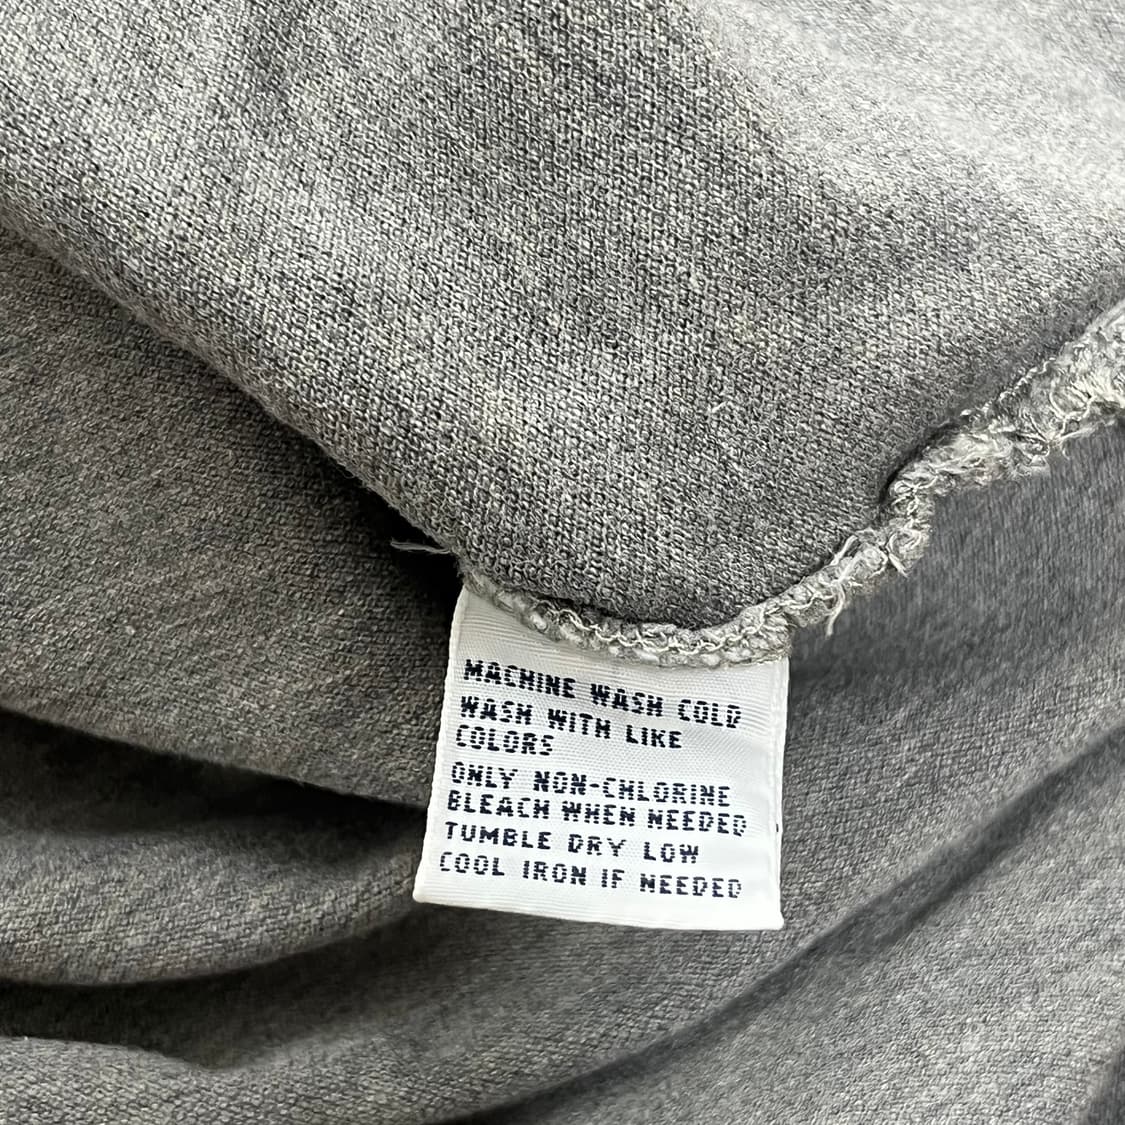 MACHINE WASH COLD
WASH WITH LIKE
COLORS
ONLY NON-CHLORINE
BLEACH WHEN NEEDED
TUMBLE DRY LOW
COOL IRON IF NEEDED